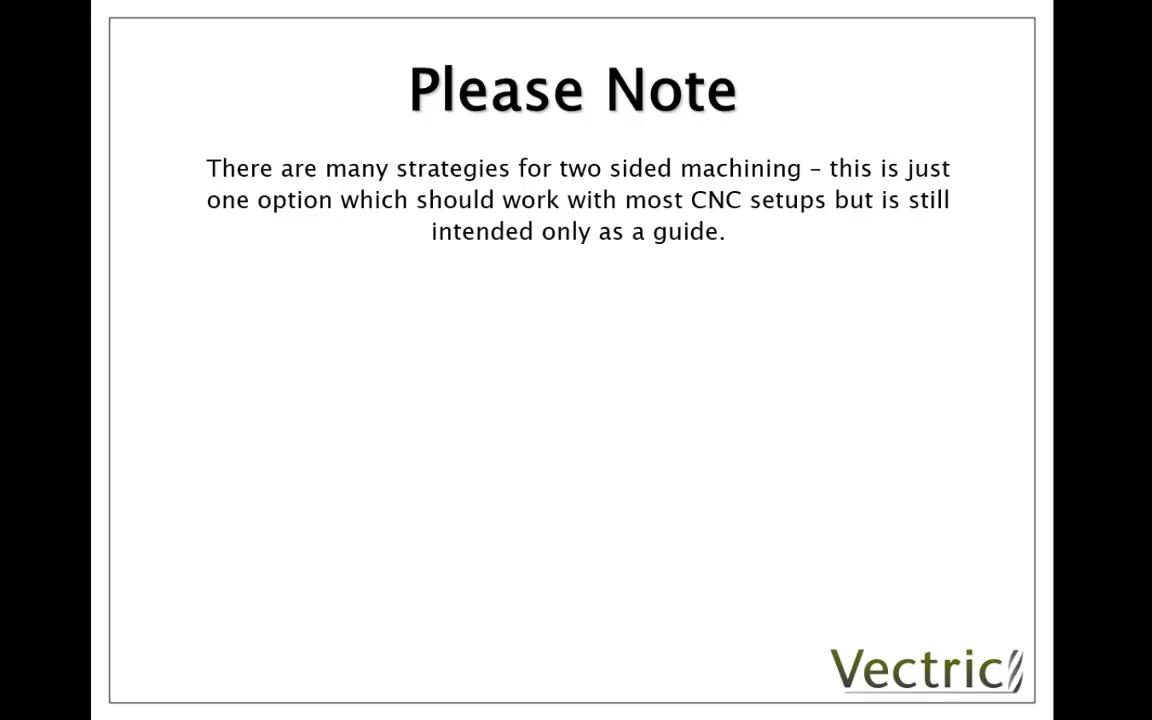 Please Note
There are many strategies for two sided machining – this is just
one option which should work with most CNC setups but is still
intended only as a guide.
Vectric